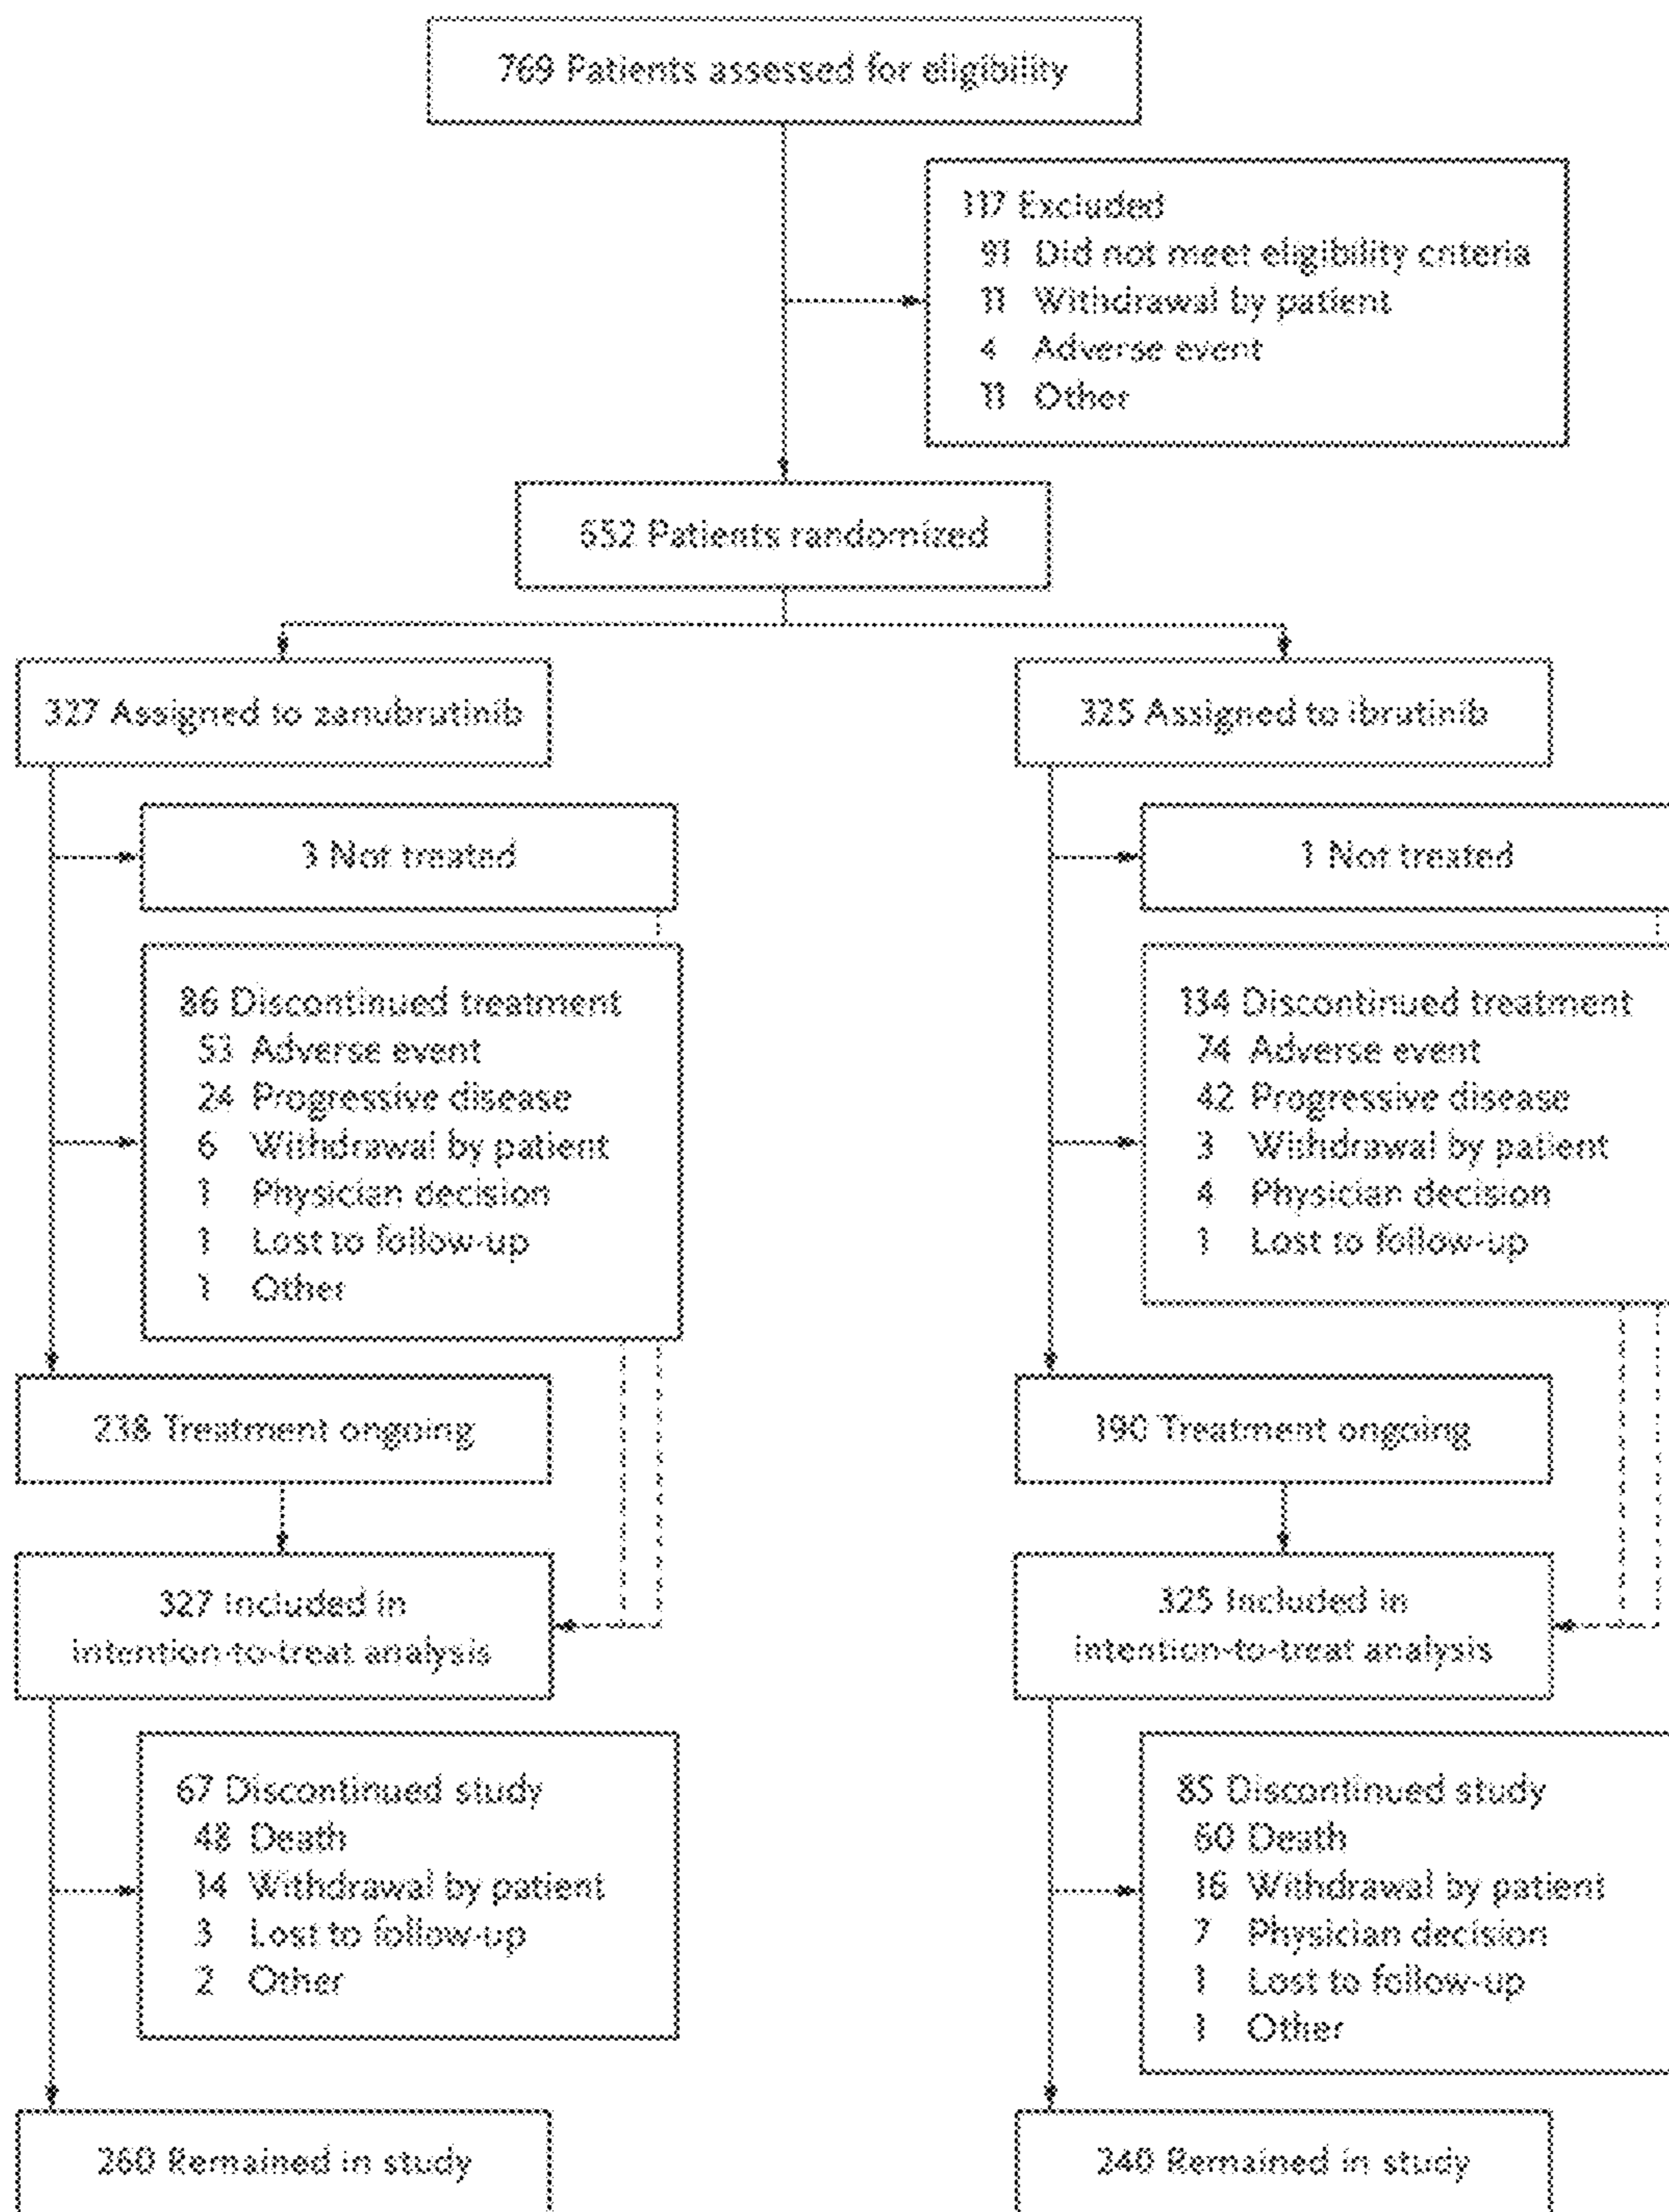 769 Patients assessed for eligibility
117 Excluded
91 Did not meet eligibility criteria
11 Withdrawal by patient
4 Adverse event
11 Other
652 Patients randomized
327 Assigned to zanubrutinib
325 Assigned to ibrutinib
3 Not treated
1 Not treated
86 Discontinued treatment
53 Adverse event
24 Progressive disease
6 Withdrawal by patient
1 Physician decision
1 Lost to follow-up
1 Other
134 Discontinued treatment
74 Adverse event
42 Progressive disease
13 Withdrawal by patient
4 Physician decision
1 Lost to follow-up
238 Treatment ongoing
190 Treatment ongoing
327 included in
intention-to-treat analysis
325 Included in
intention-to-treat analysis
67 Discontinued study
48 Death
14 Withdrawal by patient
3 Lost to follow-up
2 Other
85 Discontinued study
60 Death
16 Withdrawal by patient
7 Physician decision
1 Lost to follow-up
1 Other
260 Remained in study
240 Remained in study